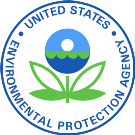 UNITED STATES
ENVIRONMENTAL PROTECTION AGENCY